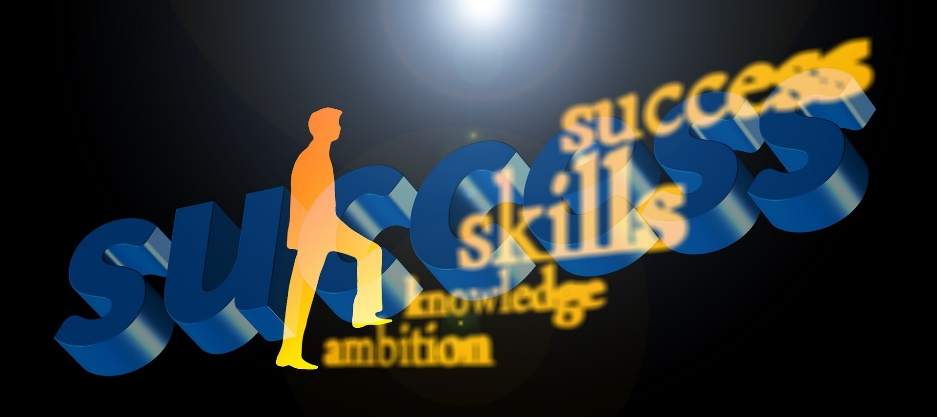 success
success
skills
knowledge
ambition